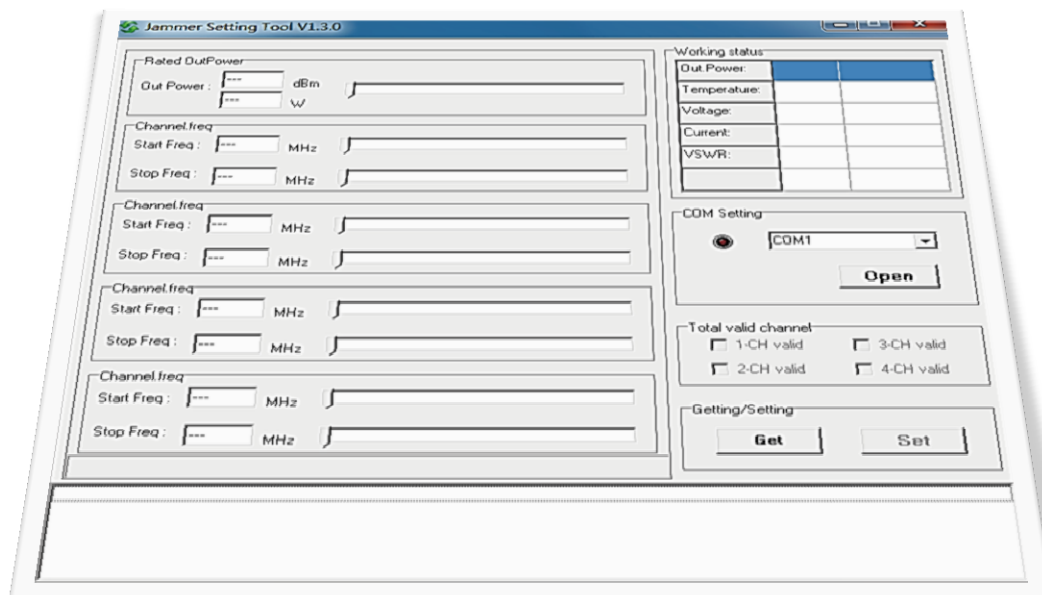 Jammer Setting Tool V1.3.0
Rated OutPower
Out Power : --- dBm
--- W
Channel.freq
Start Freq : --- MHz
Stop Freq : --- MHz
Channel.freq
Start Freq : --- MHz
Stop Freq : --- MHz
Channel.freq
Start Freq : --- MHz
Stop Freq : --- MHz
Channel.freq
Start Freq : --- MHz
Stop Freq : --- MHz
Working status
Out Power:
Temperature:
Voltage:
Current:
VSWR:
COM Setting
COM1
Open
Total valid channel
1-CH valid 3-CH valid
2-CH valid 4-CH valid
Getting/Setting
Get Set